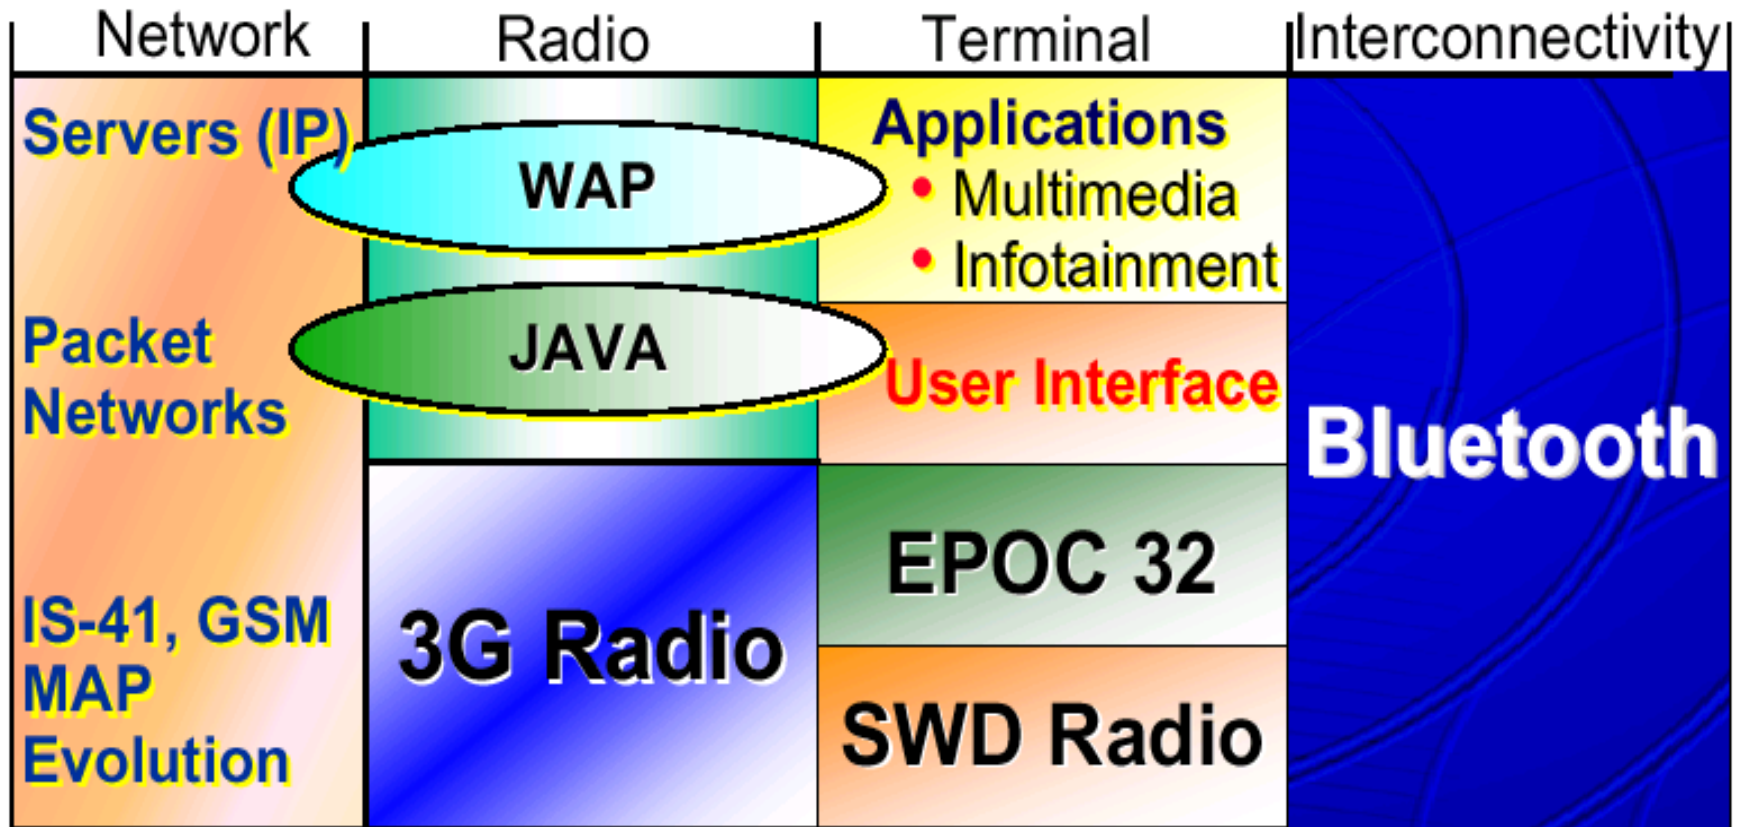 Network
Radio
Terminal
Interconnectivity
Servers (IP)
Packet
Networks
IS-41, GSM
MAP
Evolution
WAP
JAVA
3G Radio
Applications
• Multimedia
• Infotainment
User Interface
EPOC 32
SWD Radio
Bluetooth